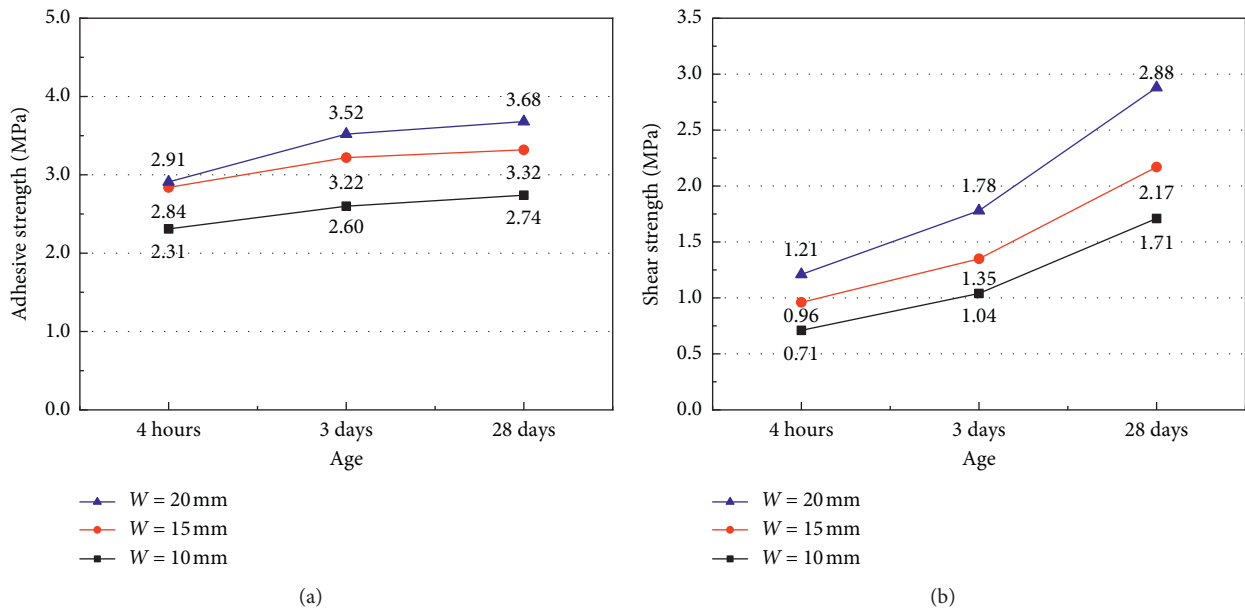 5.0
4.0
3.0
2.0
1.0
0.0
Adhesive strength (MPa)
2.91
3.52
3.68
2.84
3.22
3.32
2.31
2.60
2.74
4 hours 3 days 28 days
Age
W = 20 mm
W = 15 mm
W = 10 mm
(a)
3.5
3.0
2.5
2.0
1.5
1.0
0.5
0.0
Shear strength (MPa)
1.21
1.78
2.88
0.96
1.35
2.17
0.71
1.04
1.71
4 hours 3 days 28 days
Age
W = 20 mm
W = 15 mm
W = 10 mm
(b)